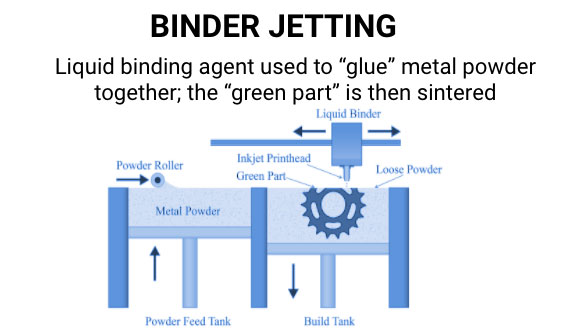 BINDER JETTING
Liquid binding agent used to “glue” metal powder
together; the “green part” is then sintered
Liquid Binder
Powder Roller
Inkjet Printhead
Green Part
Loose Powder
Metal Powder
Powder Feed Tank
Build Tank